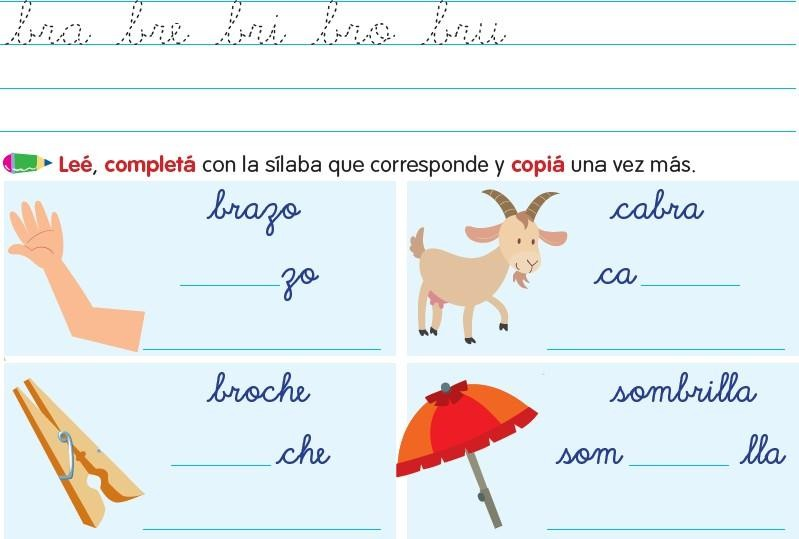 bra bre bri bro bru
Leé, completá con la sílaba que corresponde y copiá una vez más.
brazo
zo
cabra
ca
broche
che
sombrilla
som lla